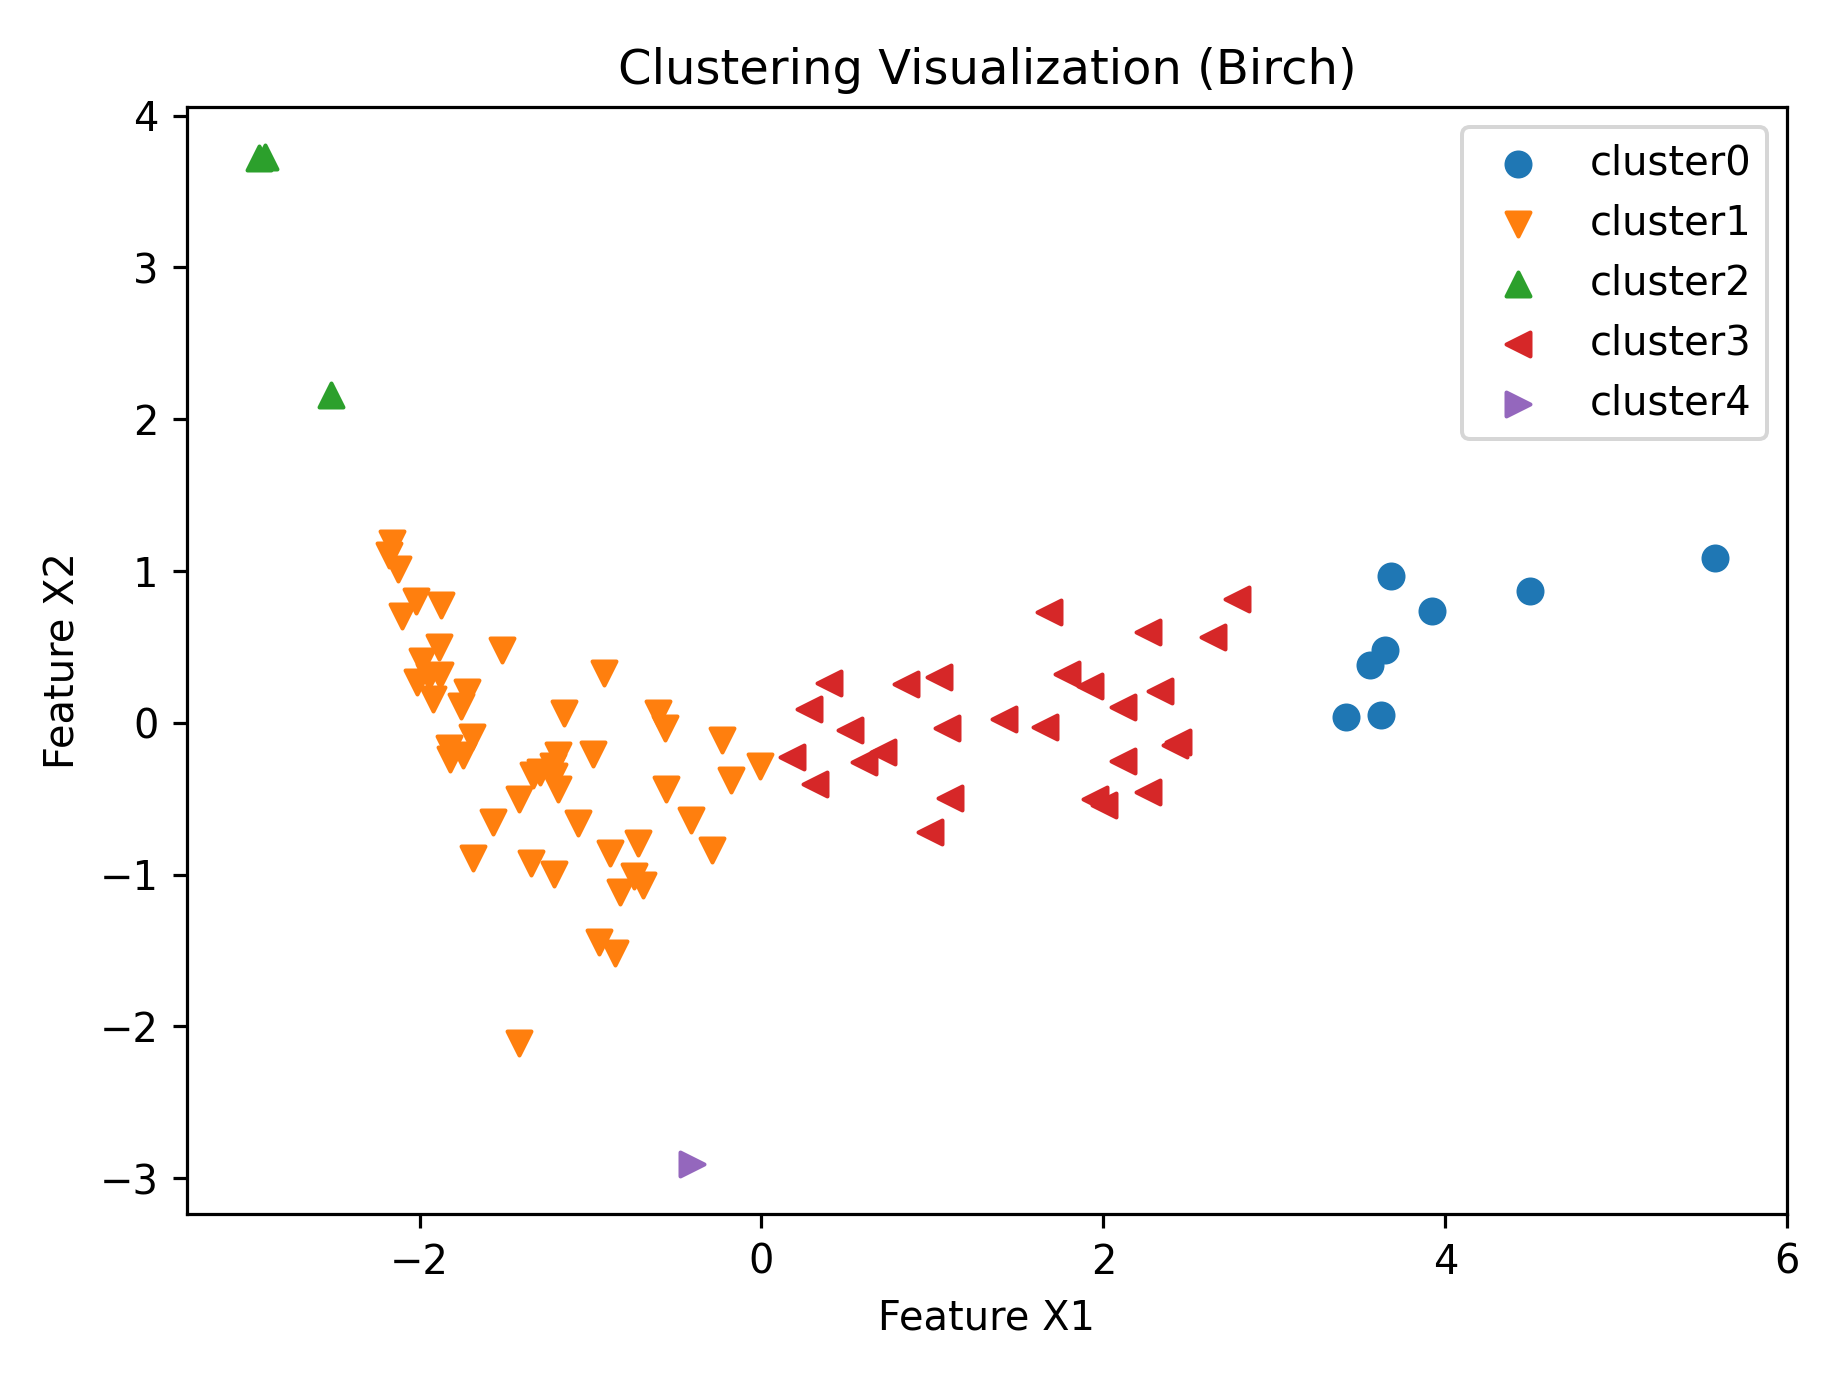 Clustering Visualization (Birch)
4
3
2
1
0
−1
−2
−3
Feature X2
cluster0
cluster1
cluster2
cluster3
cluster4
−2 0 2 4 6
Feature X1